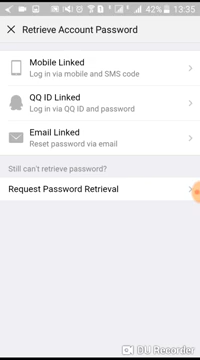 42% 13:35
Retrieve Account Password
Mobile Linked
Log in via mobile and SMS code
QQ ID Linked
Log in via QQ ID and password
Email Linked
Reset password via email
Still can't retrieve password?
Request Password Retrieval
DU Recorder